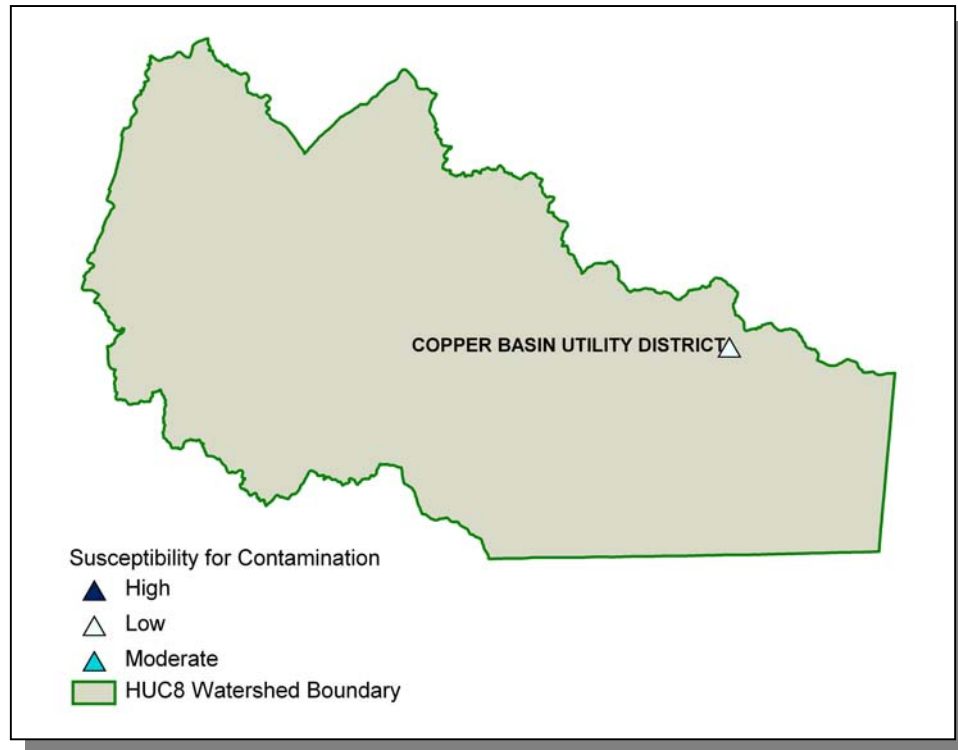 COPPER BASIN UTILITY DISTRICT
Susceptibility for Contamination
High
Low
Moderate
HUC8 Watershed Boundary